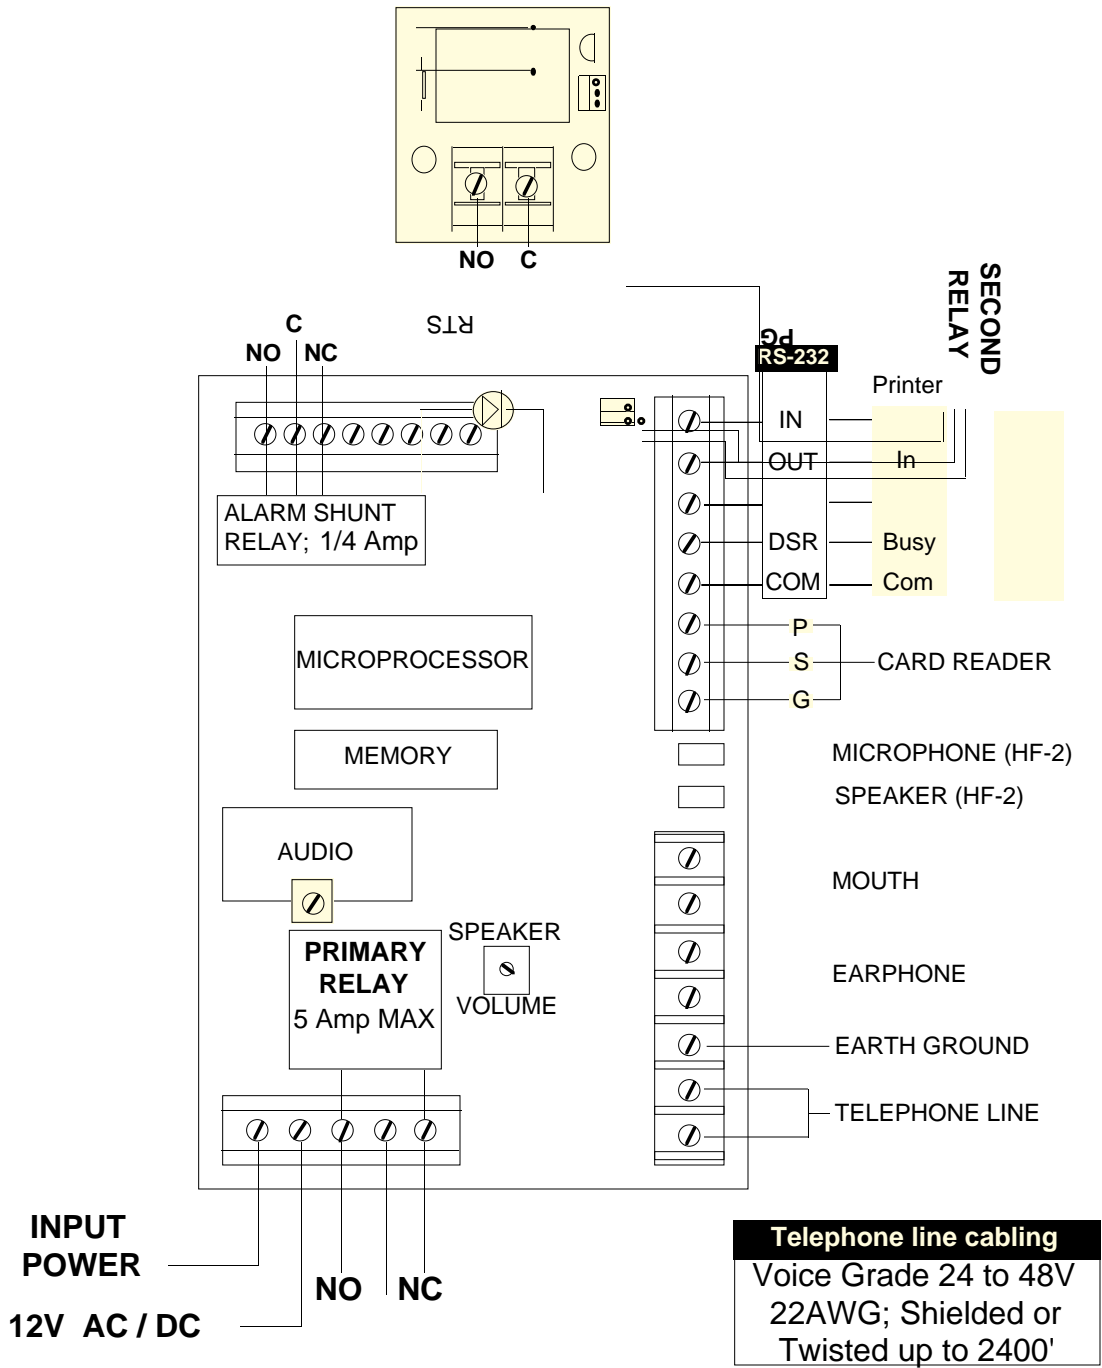 NO C
SECOND
RELAY
RTS
PG
C
NO NC
RS-232
Printer
IN
OUT
In
DSR
Busy
COM
Com
ALARM SHUNT
RELAY; 1/4 Amp
P
S
G
CARD READER
MICROPROCESSOR
MEMORY
MICROPHONE (HF-2)
SPEAKER (HF-2)
AUDIO
MOUTH
PRIMARY
RELAY
5 Amp MAX
SPEAKER
VOLUME
EARPHONE
EARTH GROUND
TELEPHONE LINE
INPUT
POWER
12V AC / DC
NO NC
Telephone line cabling
Voice Grade 24 to 48V
22AWG; Shielded or
Twisted up to 2400'